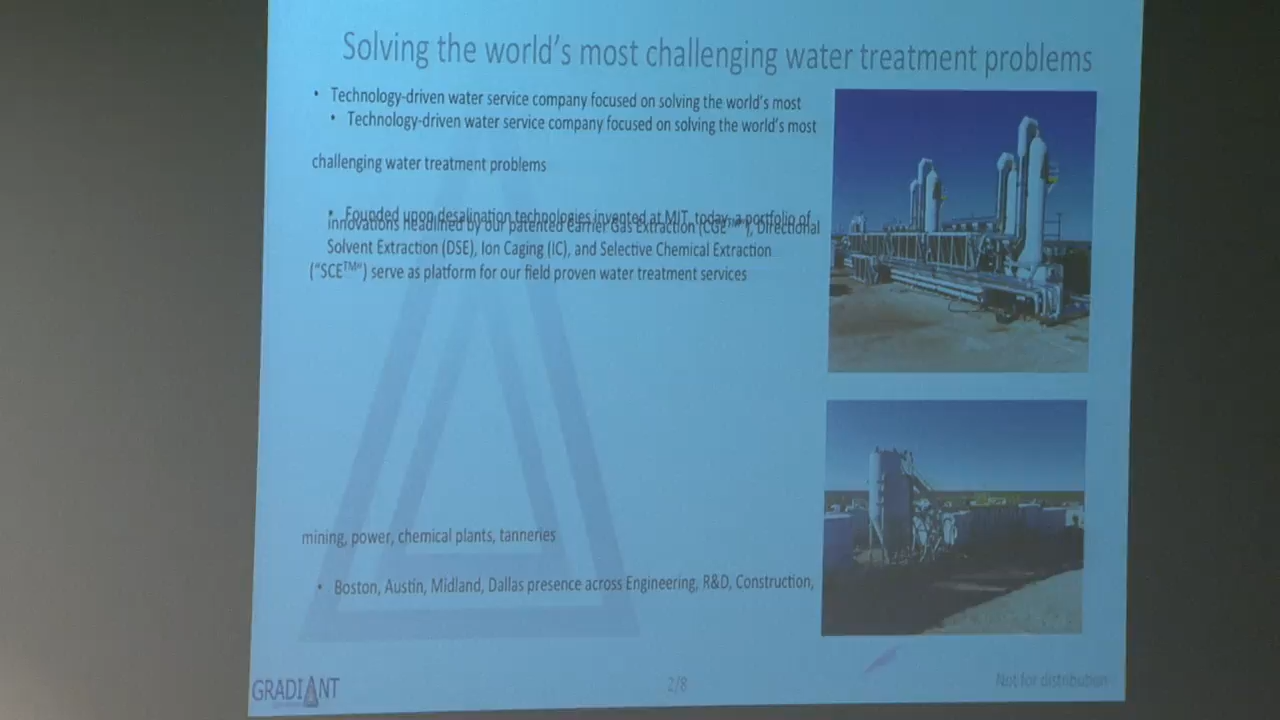 Solving the world's most challenging water treatment problems
• Technology-driven water service company focused on solving the world's most
• Technology-driven water service company focused on solving the world's most
challenging water treatment problems
• Founded upon desalination technologies invented at MIT, today, a portfolio of
innovations headlined by our patented Carrier Gas Extraction (CGE™), Directional
Solvent Extraction (DSE), Ion Caging (IC), and Selective Chemical Extraction
("SCE™") serve as platform for our field proven water treatment services
mining, power, chemical plants, tanneries
• Boston, Austin, Midland, Dallas presence across Engineering, R&D, Construction,
GRADIANT
2/8
Not for distribution